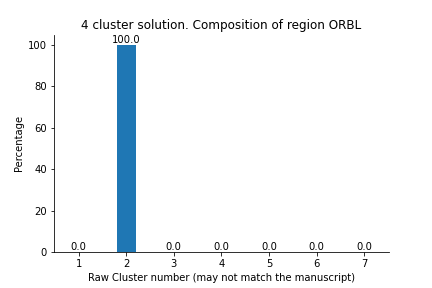 4 cluster solution. Composition of region ORBL
100.0
0.0 0.0 0.0 0.0 0.0 0.0
100
80
60
40
20
0
Percentage
1 2 3 4 5 6 7
Raw Cluster number (may not match the manuscript)